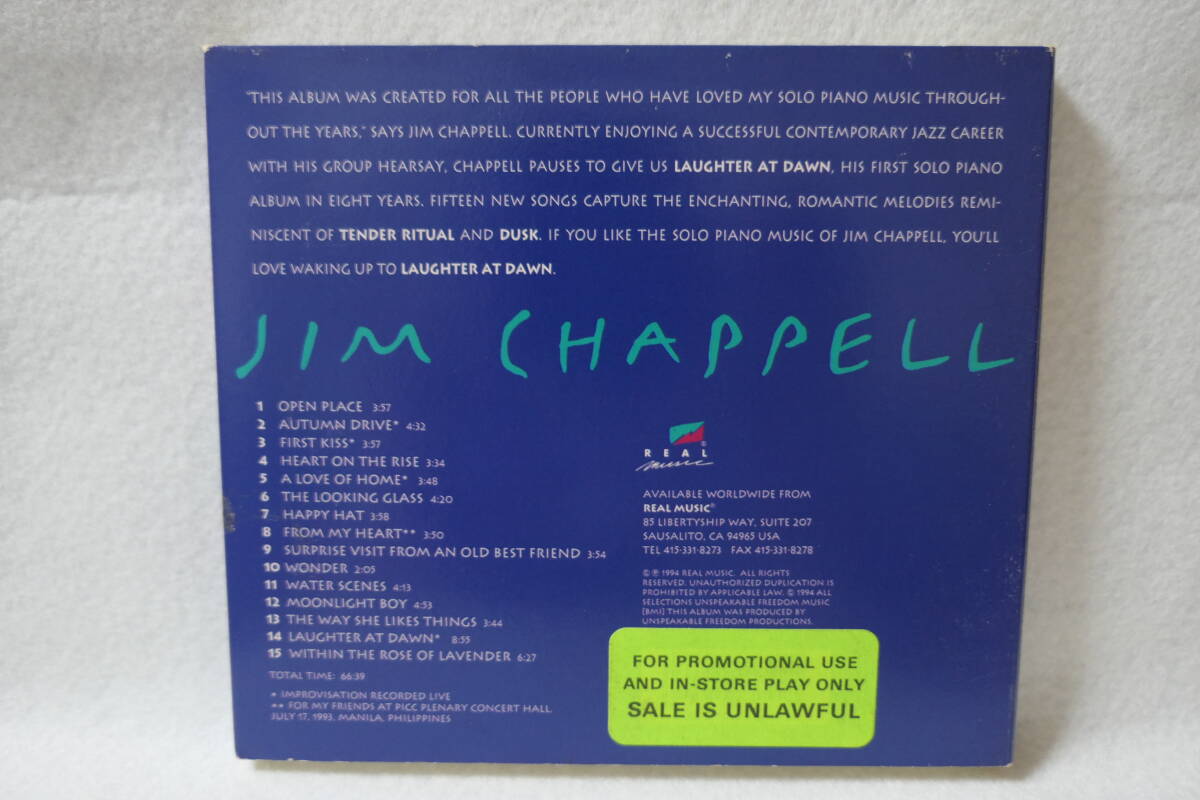 "THIS ALBUM WAS CREATED FOR ALL THE PEOPLE WHO HAVE LOVED MY SOLO PIANO MUSIC THROUGH-
OUT THE YEARS," SAYS JIM CHAPPELL. CURRENTLY ENJOYING A SUCCESSFUL CONTEMPORARY JAZZ CAREER
WITH HIS GROUP HEARSAY, CHAPPELL PAUSES TO GIVE US LAUGHTER AT DAWN, HIS FIRST SOLO PIANO
ALBUM IN EIGHT YEARS. FIFTEEN NEW SONGS CAPTURE THE ENCHANTING, ROMANTIC MELODIES REMI-
NISCENT OF TENDER RITUAL AND DUSK. IF YOU LIKE THE SOLO PIANO MUSIC OF JIM CHAPPELL, YOU'LL
LOVE WAKING UP TO LAUGHTER AT DAWN.
JIM CHAPPELL
1 OPEN PLACE 3:57
2 AUTUMN DRIVE* 4:32
3 FIRST KISS* 3:57
4 HEART ON THE RISE 3:34
5 A LOVE OF HOME* 3:48
6 THE LOOKING GLASS 4:20
7 HAPPY HAT 3:58
8 FROM MY HEART** 3:50
9 SURPRISE VISIT FROM AN OLD BEST FRIEND 3:54
10 WONDER 2:05
11 WATER SCENES 4:13
12 MOONLIGHT BOY 4:53
13 THE WAY SHE LIKES THINGS 3:44
14 LAUGHTER AT DAWN* 8:55
15 WITHIN THE ROSE OF LAVENDER 6:27
TOTAL TIME: 66:39
* IMPROVISATION RECORDED LIVE
** FOR MY FRIENDS AT PICC PLENARY CONCERT HALL,
JULY 17, 1993, MANILA, PHILIPPINES
REAL ®
music
AVAILABLE WORLDWIDE FROM
REAL MUSIC®
85 LIBERTYSHIP WAY, SUITE 207
SAUSALITO, CA 94965 USA
TEL 415-331-8273 FAX 415-331-8278
© ℗ 1994 REAL MUSIC. ALL RIGHTS
RESERVED. UNAUTHORIZED DUPLICATION IS
PROHIBITED BY APPLICABLE LAW. © 1994 ALL
SELECTIONS UNSPEAKABLE FREEDOM MUSIC
[BMI] THIS ALBUM WAS PRODUCED BY
UNSPEAKABLE FREEDOM PRODUCTIONS.
FOR PROMOTIONAL USE
AND IN-STORE PLAY ONLY
SALE IS UNLAWFUL